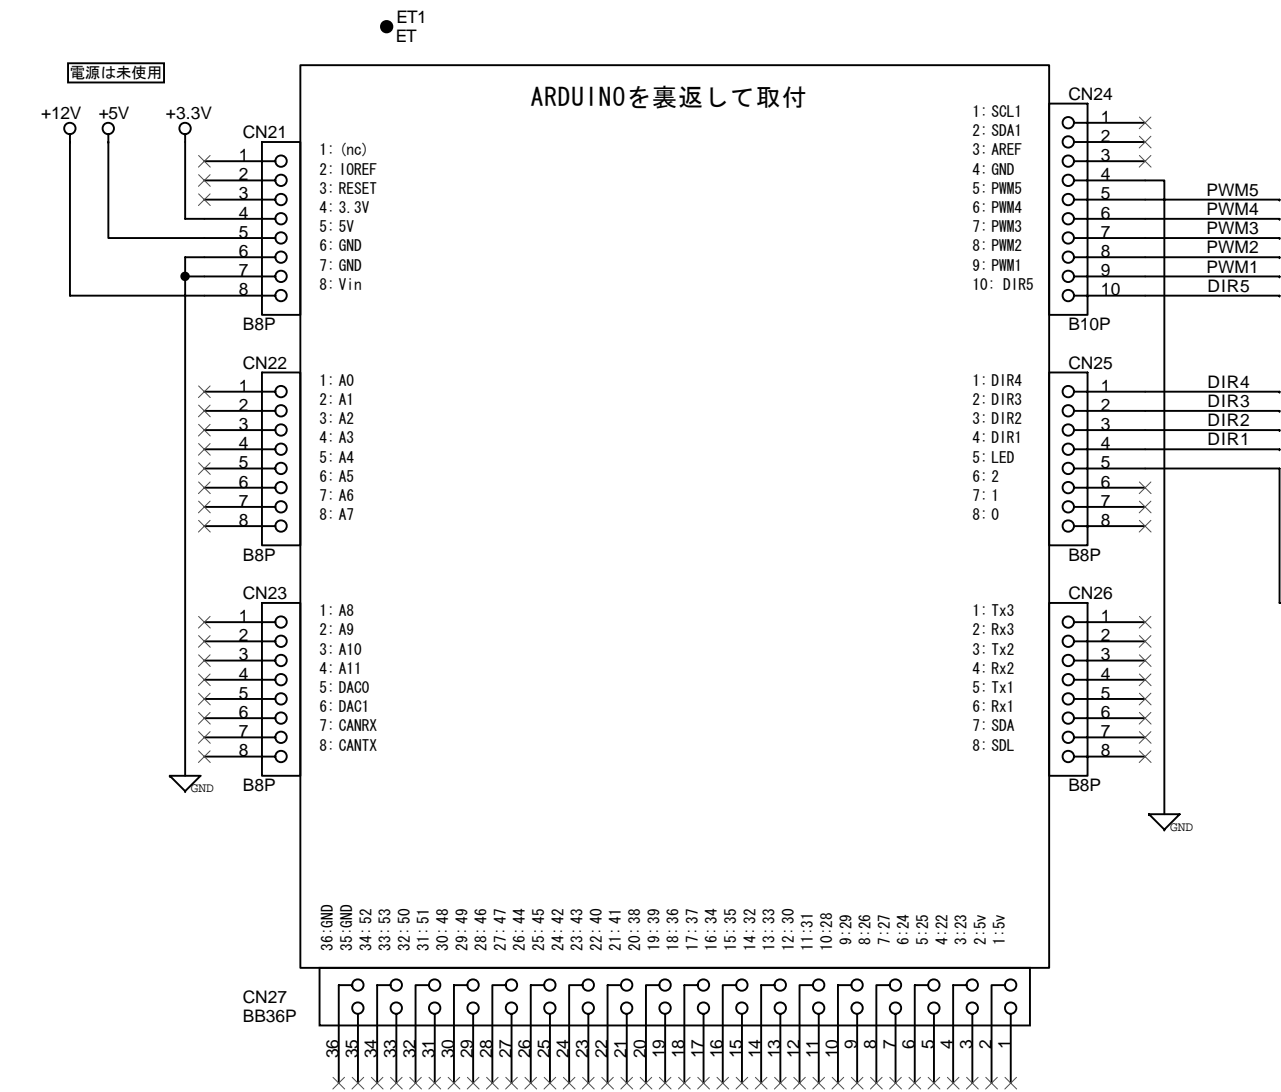 ET1
ET
電源は未使用
+12V
+5V
+3.3V
ARDUINOを裏返して取付
CN21
1
2
3
4
5
6
7
8
B8P
1: (nc)
2: IOREF
3: RESET
4: 3.3V
5: 5V
6: GND
7: GND
8: Vin
CN22
1
2
3
4
5
6
7
8
B8P
1: A0
2: A1
3: A2
4: A3
5: A4
6: A5
7: A6
8: A7
CN23
1
2
3
4
5
6
7
8
B8P
1: A8
2: A9
3: A10
4: A11
5: DAC0
6: DAC1
7: CANRX
8: CANTX
GND
1: SCL1
2: SDA1
3: AREF
4: GND
5: PWM5
6: PWM4
7: PWM3
8: PWM2
9: PWM1
10: DIR5
CN24
1
2
3
4
5
6
7
8
9
10
B10P
PWM5
PWM4
PWM3
PWM2
PWM1
DIR5
1: DIR4
2: DIR3
3: DIR2
4: DIR1
5: LED
6: 2
7: 1
8: 0
CN25
1
2
3
4
5
6
7
8
B8P
DIR4
DIR3
DIR2
DIR1
1: Tx3
2: Rx3
3: Tx2
4: Rx2
5: Tx1
6: Rx1
7: SDA
8: SDL
CN26
1
2
3
4
5
6
7
8
B8P
GND
36:GND
35:GND
34:52
33:53
32:50
31:51
30:48
29:49
28:46
27:47
26:44
25:45
24:42
23:43
22:40
21:41
20:38
19:39
18:36
17:37
16:34
15:35
14:32
13:33
12:30
11:31
10:28
9:29
8:26
7:27
6:24
5:25
4:22
3:23
2:5v
1:5v
CN27
BB36P
36
35
34
33
32
31
30
29
28
27
26
25
24
23
22
21
20
19
18
17
16
15
14
13
12
11
10
9
8
7
6
5
4
3
2
1